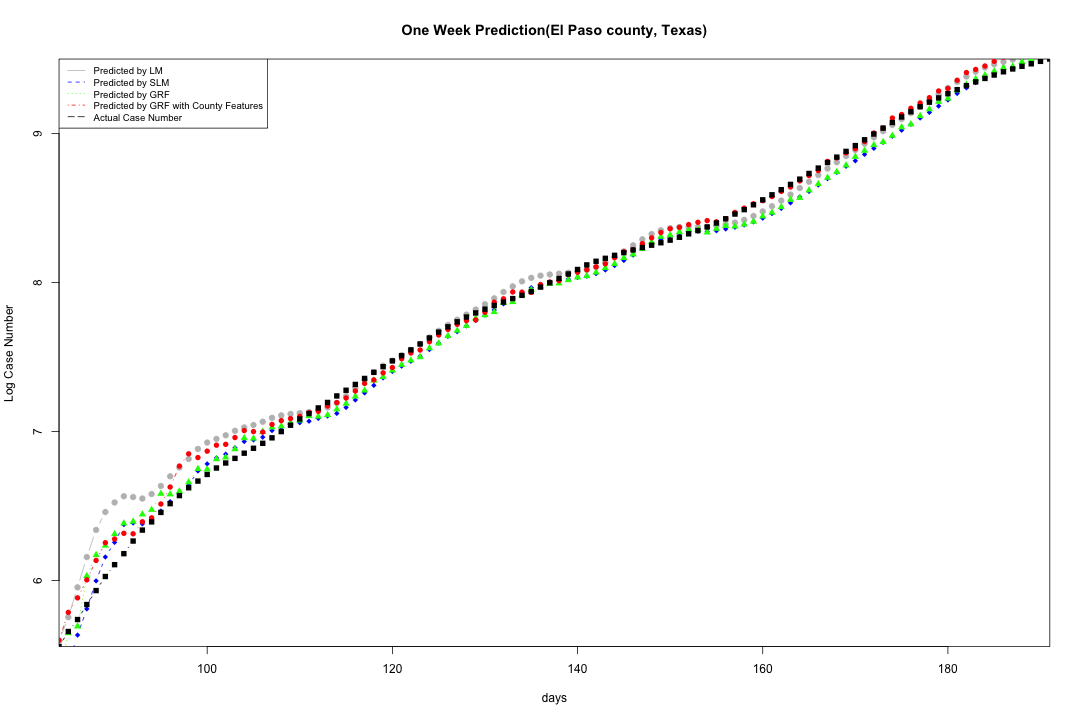 One Week Prediction(El Paso county, Texas)
Predicted by LM
Predicted by SLM
Predicted by GRF
Predicted by GRF with County Features
Actual Case Number
Log Case Number
9
8
7
6
100 120 140 160 180
days